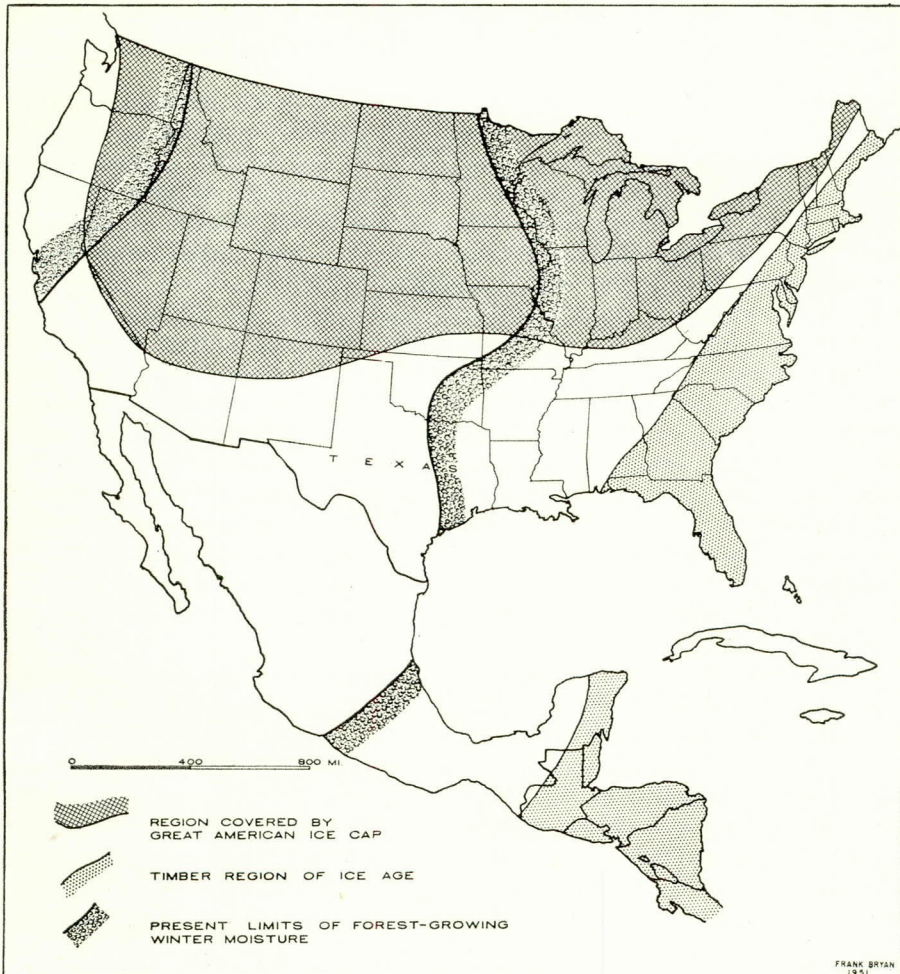 TEXAS
0 400 800 MI.
REGION COVERED BY
GREAT AMERICAN ICE CAP
TIMBER REGION OF ICE AGE
PRESENT LIMITS OF FOREST-GROWING
WINTER MOISTURE
FRANK BRYAN
1951